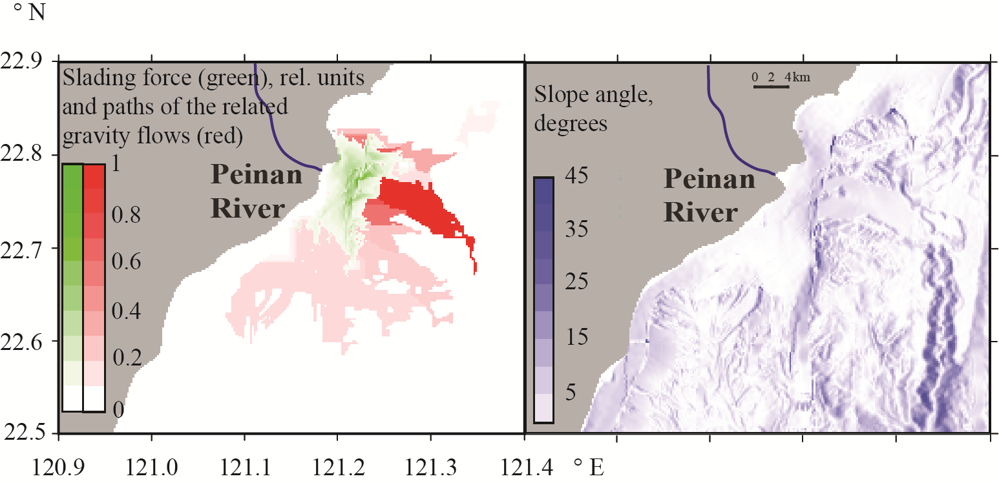 ° N
22.9
22.8
22.7
22.6
22.5
Slading force (green), rel. units
and paths of the related
gravity flows (red)
1
0.8
0.6
0.4
0.2
0
Peinan
River
120.9
121.0
121.1
121.2
121.3
121.4
° E
Slope angle,
degrees
0 2 4km
45
35
25
15
5
Peinan
River